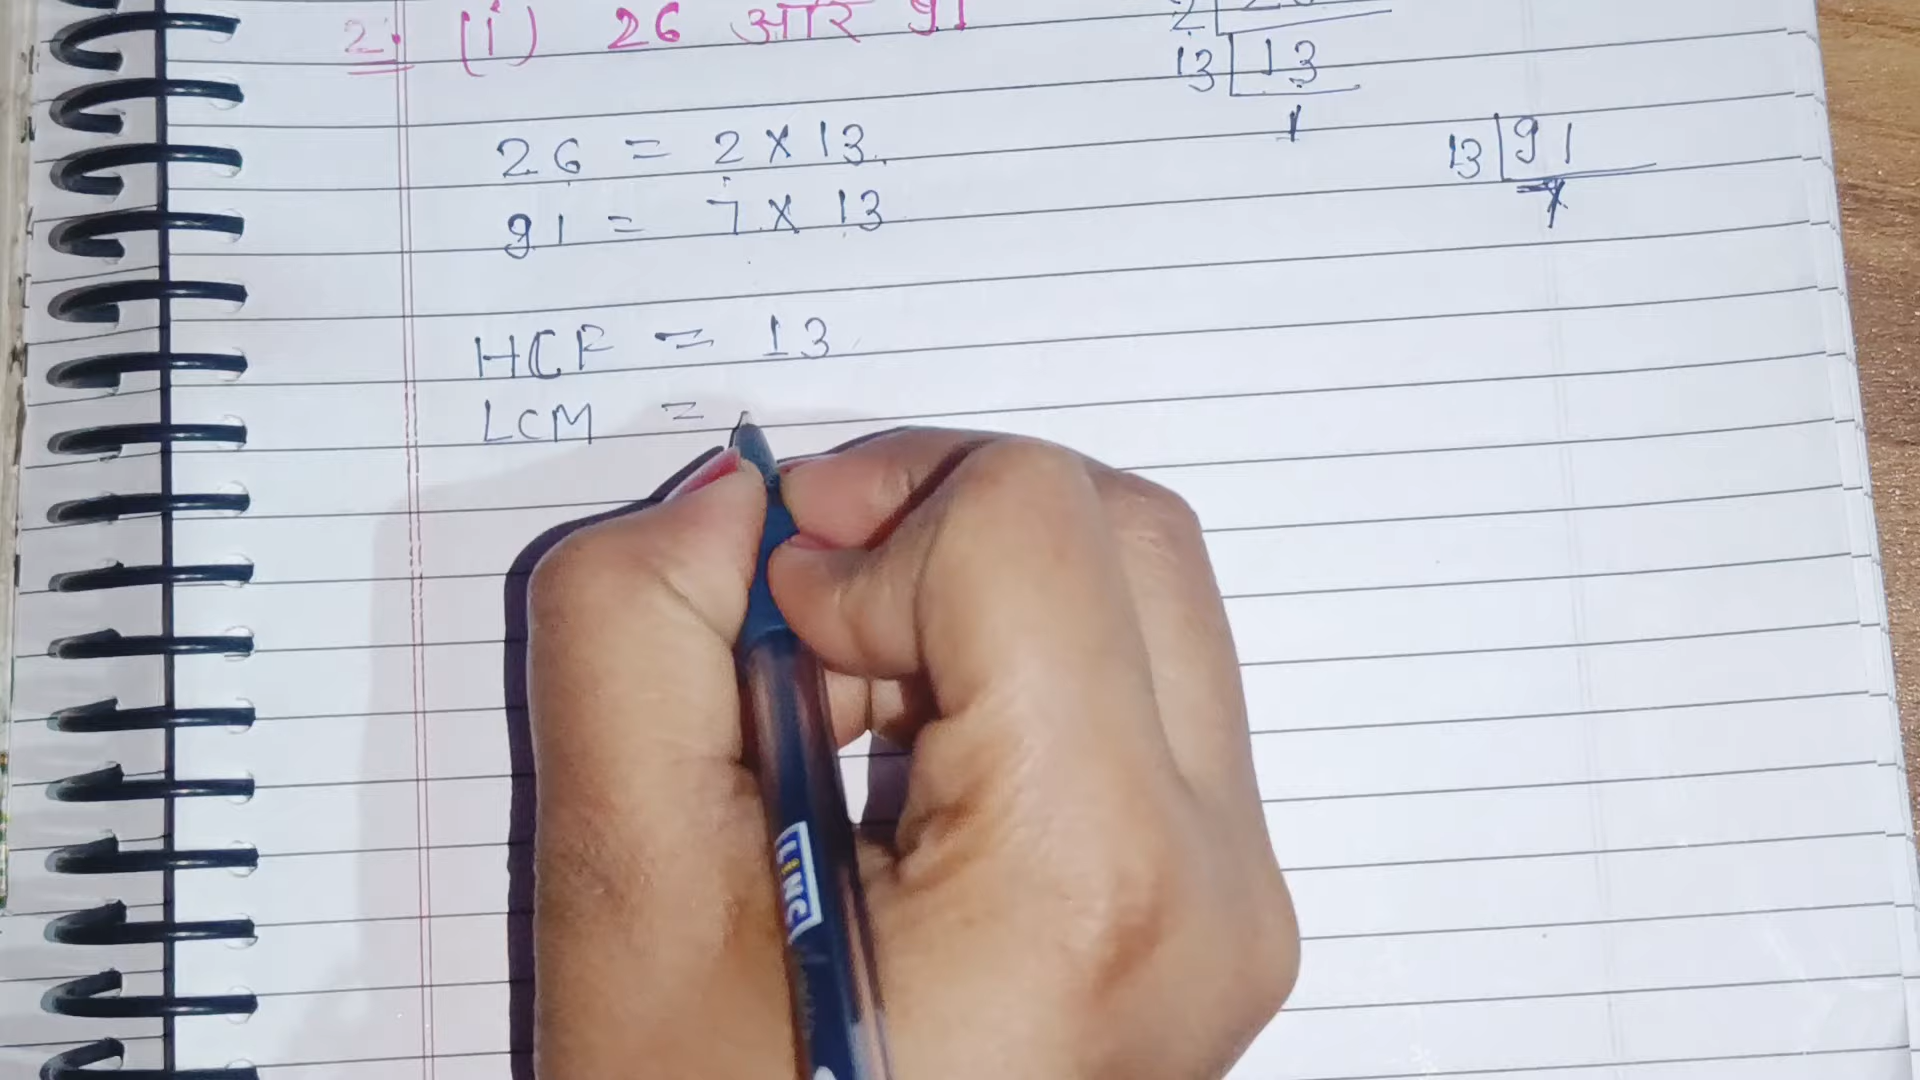 2. (i) 26 और 91
26 = 2 × 13
91 = 7 × 13
HCF = 13
LCM =
2
13 13
1
13 91
7
LINC